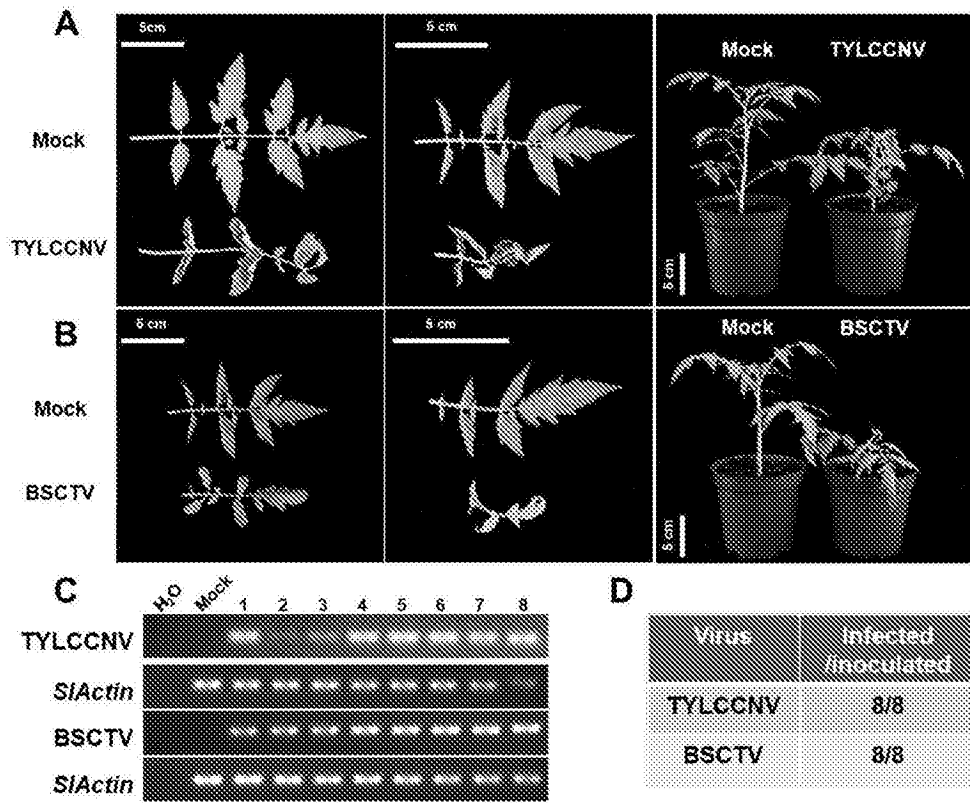 A
5cm
5 cm
Mock
TYLCCNV
Mock
TYLCCNV
5 cm
B
5 cm
5 cm
Mock
BSCTV
Mock
BSCTV
5 cm
C
H₂O Mock 1 2 3 4 5 6 7 8
TYLCCNV
SlActin
BSCTV
SlActin
D
Virus Infected
/inoculated
TYLCCNV 8/8
BSCTV 8/8